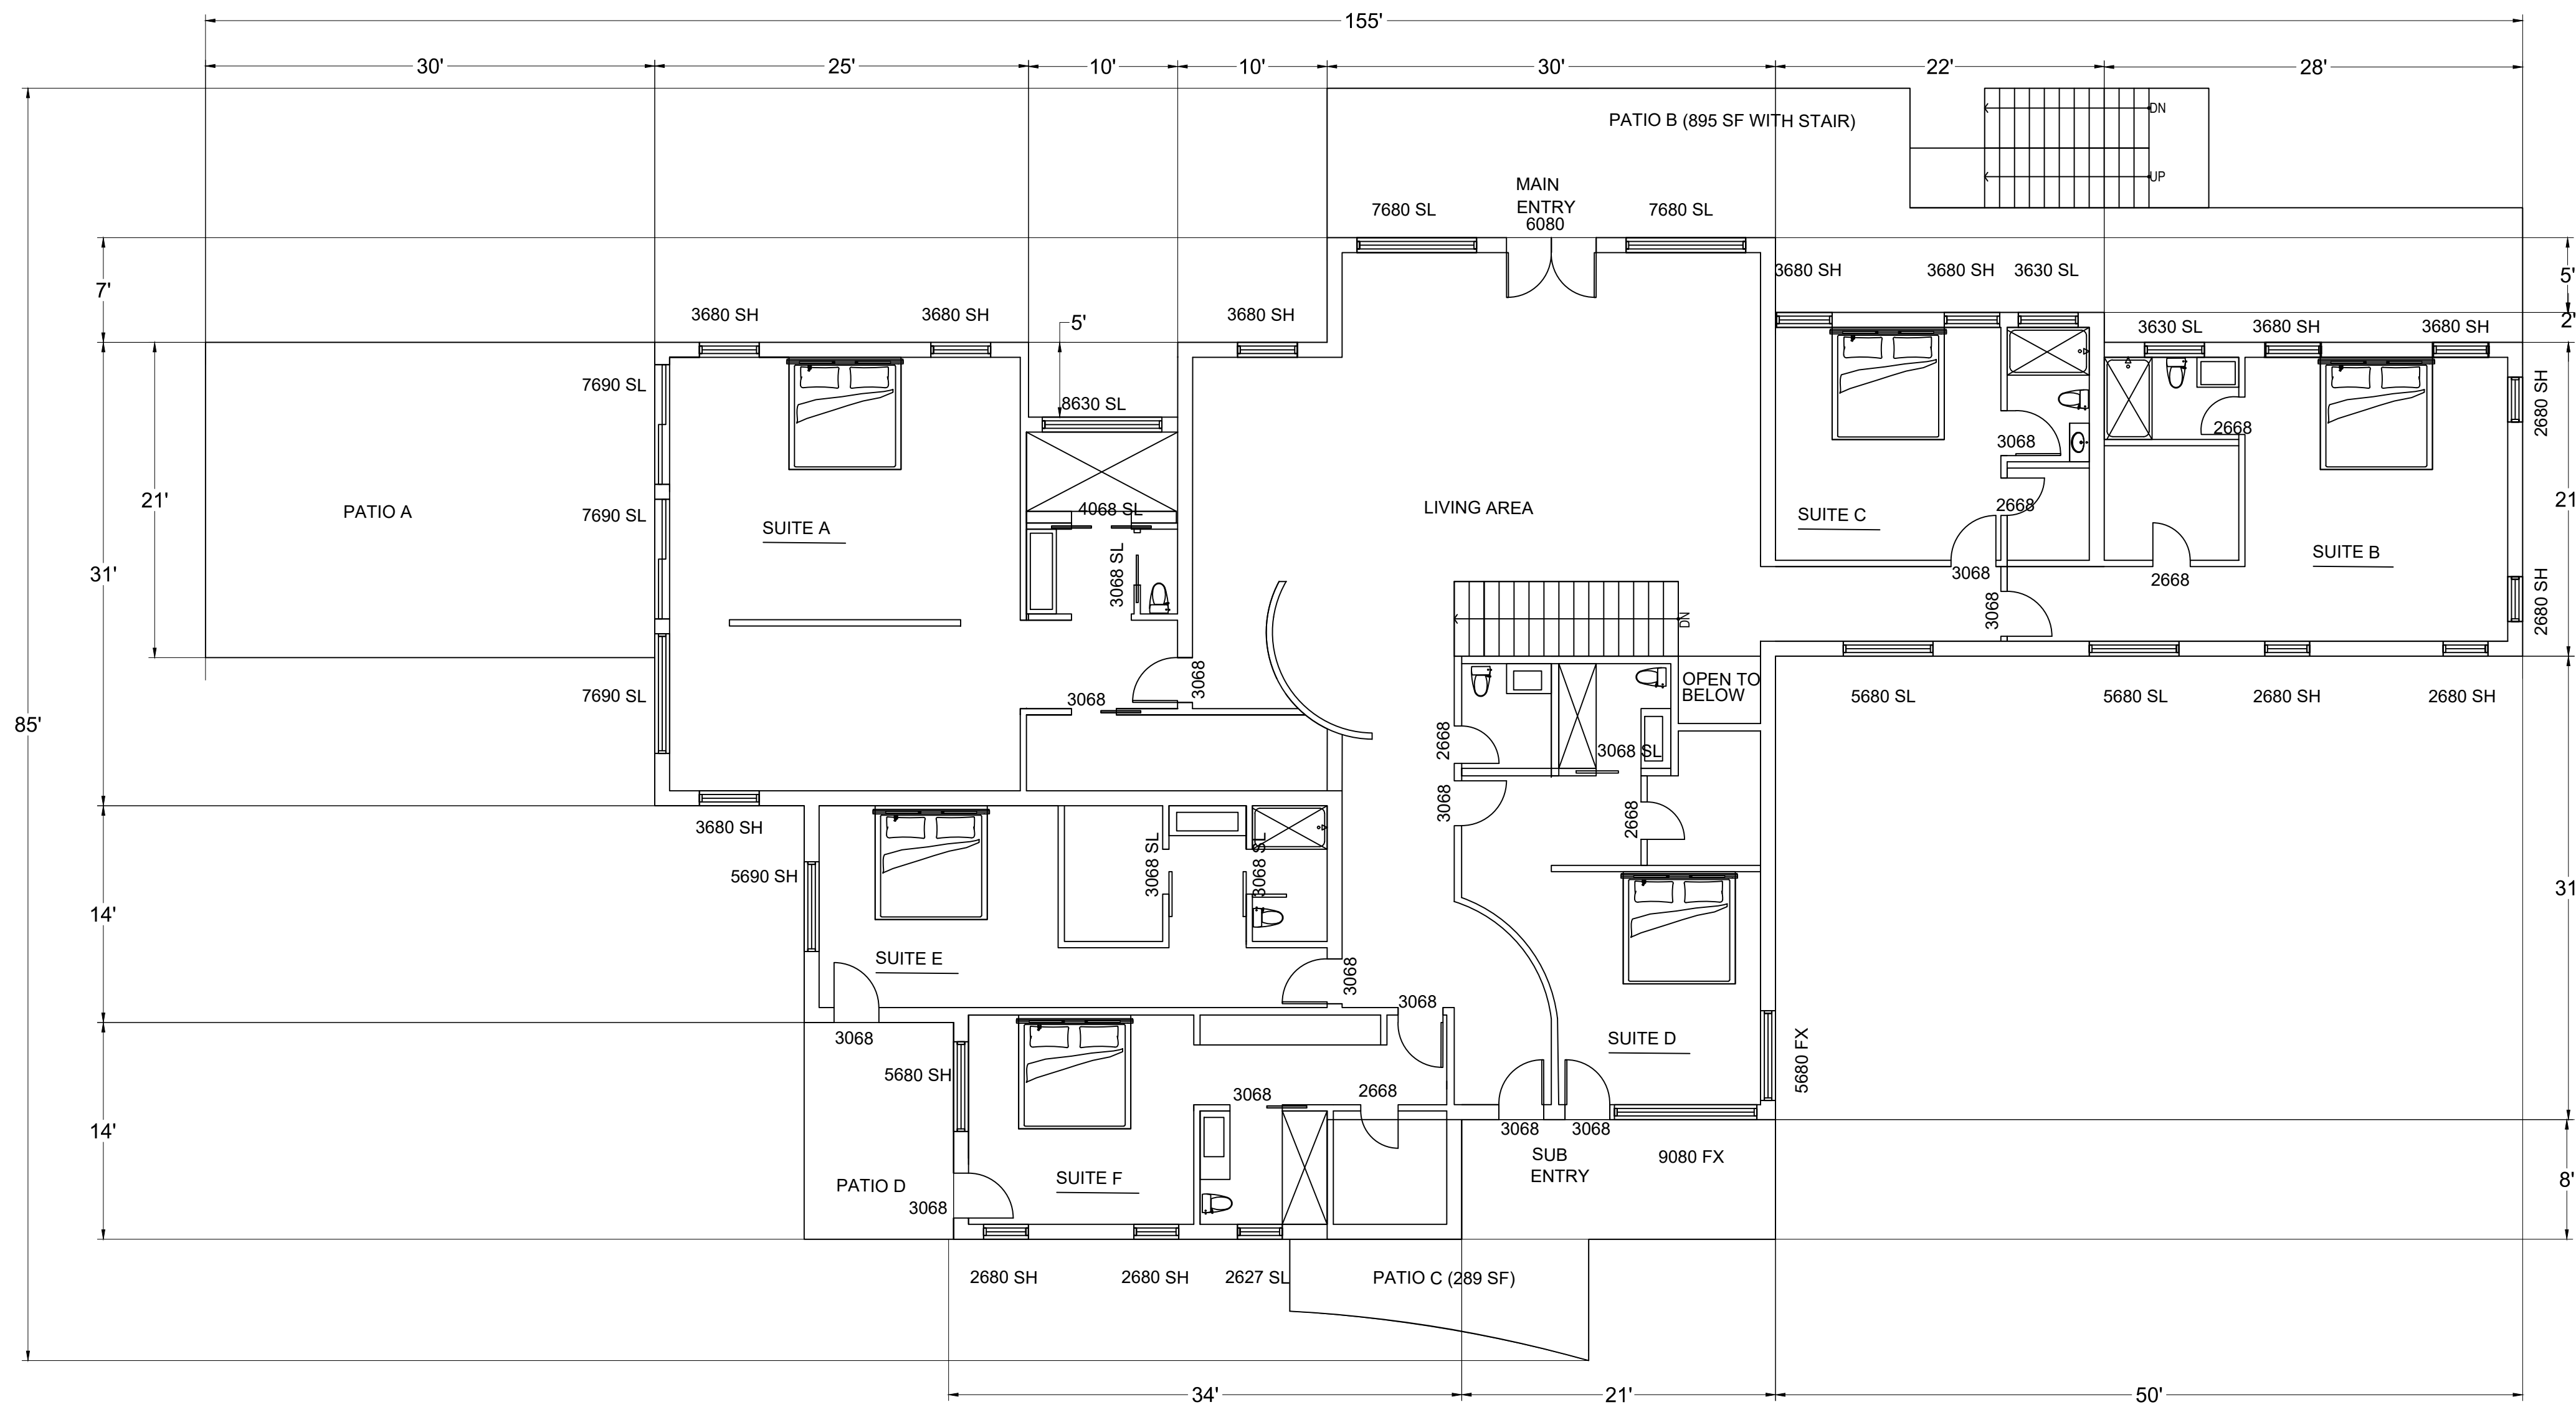 155'
30'
25'
10'
10'
30'
22'
28'
DN
PATIO B (895 SF WITH STAIR)
UP
MAIN
ENTRY
6080
7680 SL
7680 SL
3680 SH
3680 SH
3630 SL
5'
7'
2'
3680 SH
3680 SH
5'
3680 SH
3630 SL
3680 SH
3680 SH
7690 SL
8630 SL
2680 SH
2668
3068
21'
PATIO A
7690 SL
SUITE A
4068 SL
LIVING AREA
SUITE C
2668
21
SUITE B
31'
3068 SL
3068
2668
2680 SH
3068
DN
7690 SL
3068
3068
OPEN TO
BELOW
5680 SL
5680 SL
2680 SH
2680 SH
85'
2668
3068 SL
3068
2668
3680 SH
5690 SH
3068 SL
3068 SL
31
14'
SUITE E
3068
3068
3068
SUITE D
5680 FX
5680 SH
3068
2668
14'
3068
3068
9080 FX
SUB
ENTRY
SUITE F
PATIO D
3068
8'
2680 SH
2680 SH
2627 SL
PATIO C (289 SF)
34'
21'
50'